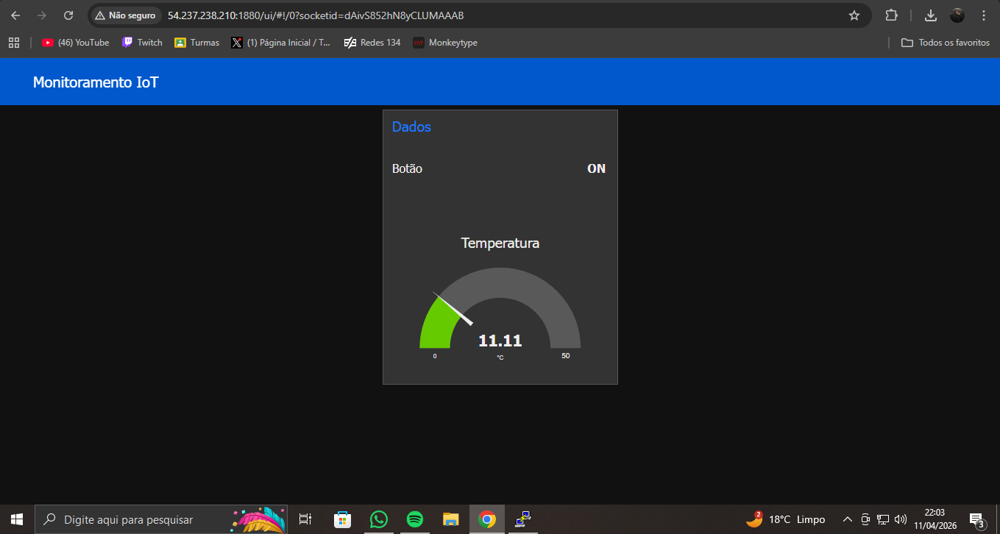 Não seguro 54.237.238.210:1880/ui/#!/0?socketid=dAivS852hN8yCLUMAAAB
(46) YouTube Twitch Turmas (1) Página Inicial / T... Redes 134 mt Monkeytype Todos os favoritos
Monitoramento IoT
Dados
Botão ON
Temperatura
11.11
0 °C 50
Digite aqui para pesquisar 2 18°C Limpo 22:03
11/04/2026 3